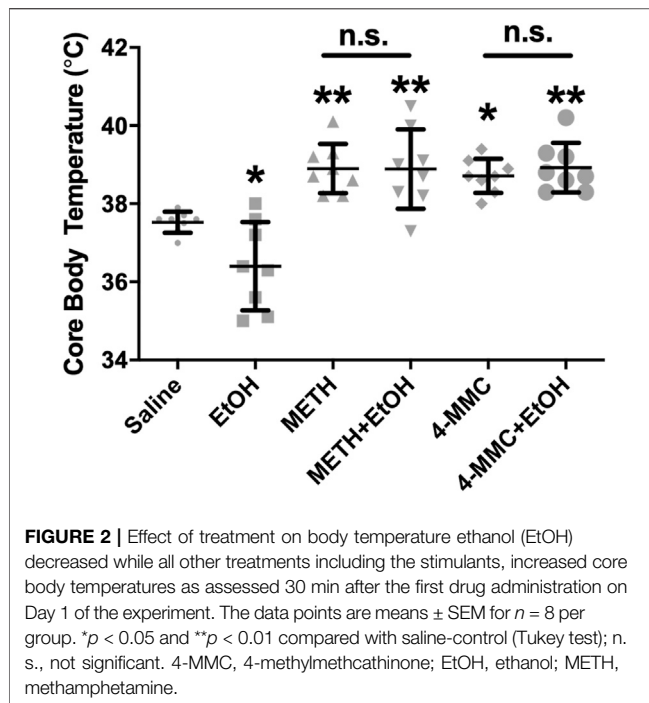 n.s.
n.s.
42
40
38
36
34
Core Body Temperature (°C)
** ** * **
*
Saline
EtOH
METH
METH+EtOH
4-MMC
4-MMC+EtOH
FIGURE 2 | Effect of treatment on body temperature ethanol (EtOH)
decreased while all other treatments including the stimulants, increased core
body temperatures as assessed 30 min after the first drug administration on
Day 1 of the experiment. The data points are means ± SEM for n = 8 per
group. *p < 0.05 and **p < 0.01 compared with saline-control (Tukey test); n.
s., not significant. 4-MMC, 4-methylmethcathinone; EtOH, ethanol; METH,
methamphetamine.